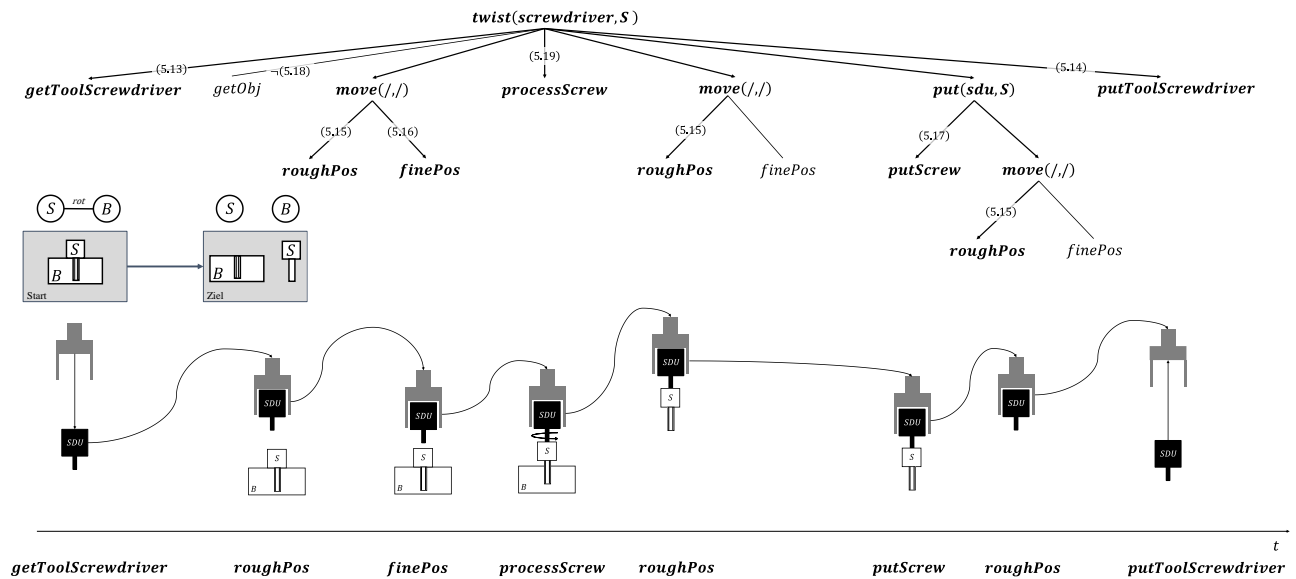 twist(screwdriver, S)
(5.13)
¬(5.18)
(5.19)
(5.14)
getToolScrewdriver
getObj
move(/,/)
processScrew
move(/,/)
put(sdu, S)
putToolScrewdriver
(5.15)
(5.16)
(5.15)
(5.17)
roughPos
finePos
roughPos
finePos
putScrew
move(/,/)
(5.15)
roughPos
finePos
S
rot
B
S
B
S
B
Start
B
S
Ziel
SDU
SDU
S
B
SDU
S
B
SDU
S
B
SDU
S
SDU
S
SDU
SDU
t
getToolScrewdriver
roughPos
finePos
processScrew
roughPos
putScrew
roughPos
putToolScrewdriver